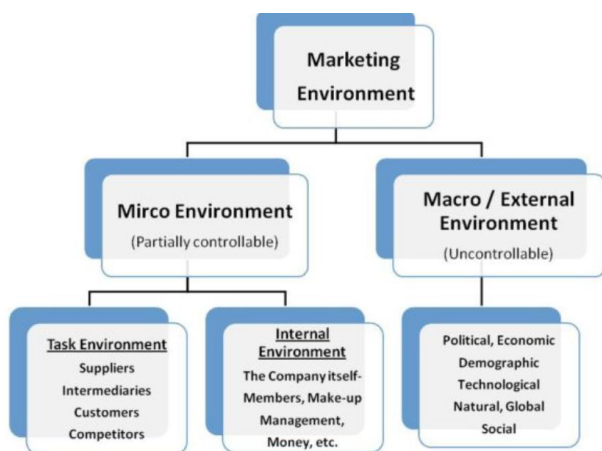 Marketing
Environment
Mirco Environment
(Partially controllable)
Macro / External
Environment
(Uncontrollable)
Task Environment
Suppliers
Intermediaries
Customers
Competitors
Internal
Environment
The Company itself-
Members, Make-up
Management,
Money, etc.
Political, Economic
Demographic
Technological
Natural, Global
Social